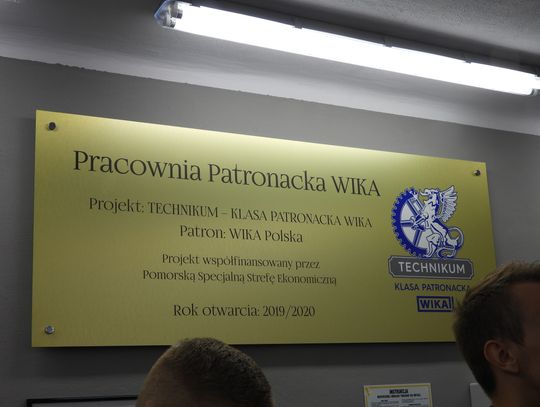 Pracownia Patronacka WIKA
Projekt: TECHNIKUM – KLASA PATRONACKA WIKA
Patron: WIKA Polska
Projekt współfinansowany przez
Pomorską Specjalną Strefę Ekonomiczną
Rok otwarcia: 2019/2020
TECHNIKUM
KLASA PATRONACKA
WIKA
INSTRUKCJA